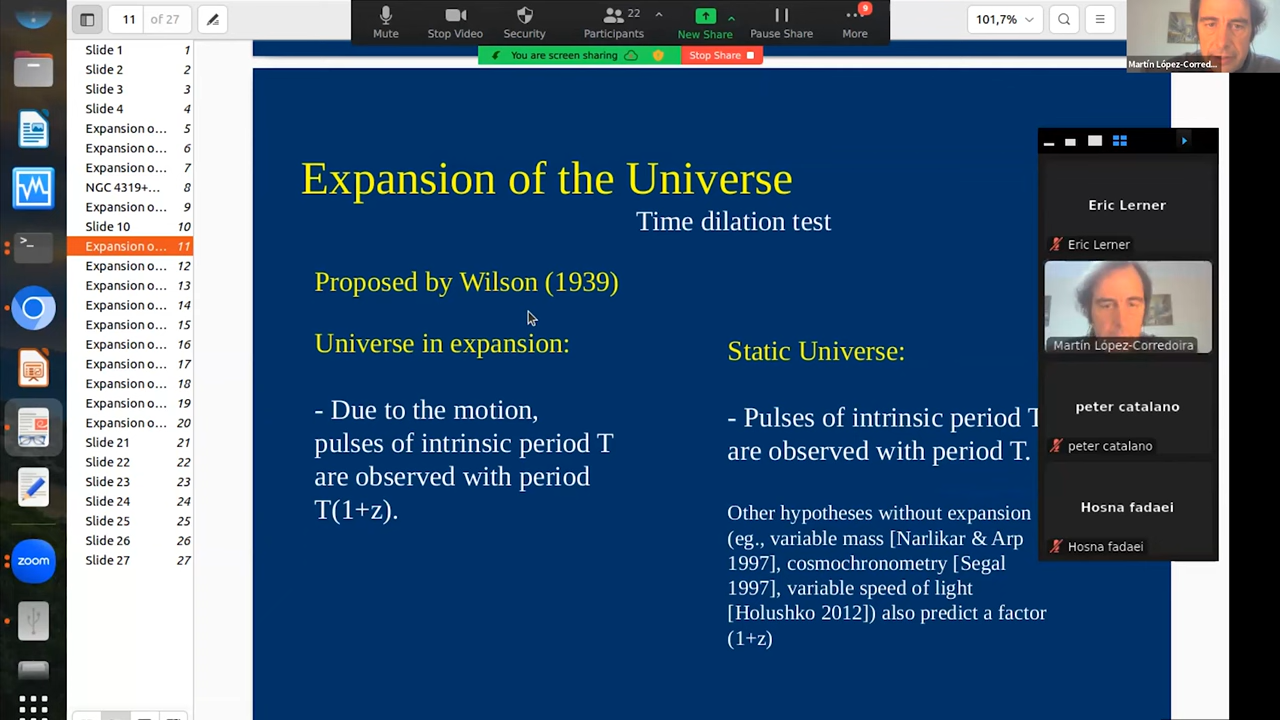 11 of 27
22
9
Mute
Stop Video
Security
Participants
New Share
Pause Share
More
101,7%
You are screen sharing
Stop Share
Martín López-Corred...
Slide 1 1
Slide 2 2
Slide 3 3
Slide 4 4
Expansion o... 5
Expansion o... 6
Expansion o... 7
NGC 4319+... 8
Expansion o... 9
Slide 10 10
Expansion o... 11
Expansion o... 12
Expansion o... 13
Expansion o... 14
Expansion o... 15
Expansion o... 16
Expansion o... 17
Expansion o... 18
Expansion o... 19
Expansion o... 20
Slide 21 21
Slide 22 22
Slide 23 23
Slide 24 24
Slide 25 25
Slide 26 26
Slide 27 27
zoom
Expansion of the Universe
Time dilation test
Proposed by Wilson (1939)
Universe in expansion:
- Due to the motion,
pulses of intrinsic period T
are observed with period
T(1+z).
Static Universe:
- Pulses of intrinsic period T
are observed with period T.
Other hypotheses without expansion
(eg., variable mass [Narlikar & Arp
1997], cosmochronometry [Segal
1997], variable speed of light
[Holushko 2012]) also predict a factor
(1+z)
Eric Lerner
Eric Lerner
Martín López-Corredoira
peter catalano
peter catalano
Hosna fadaei
Hosna fadaei